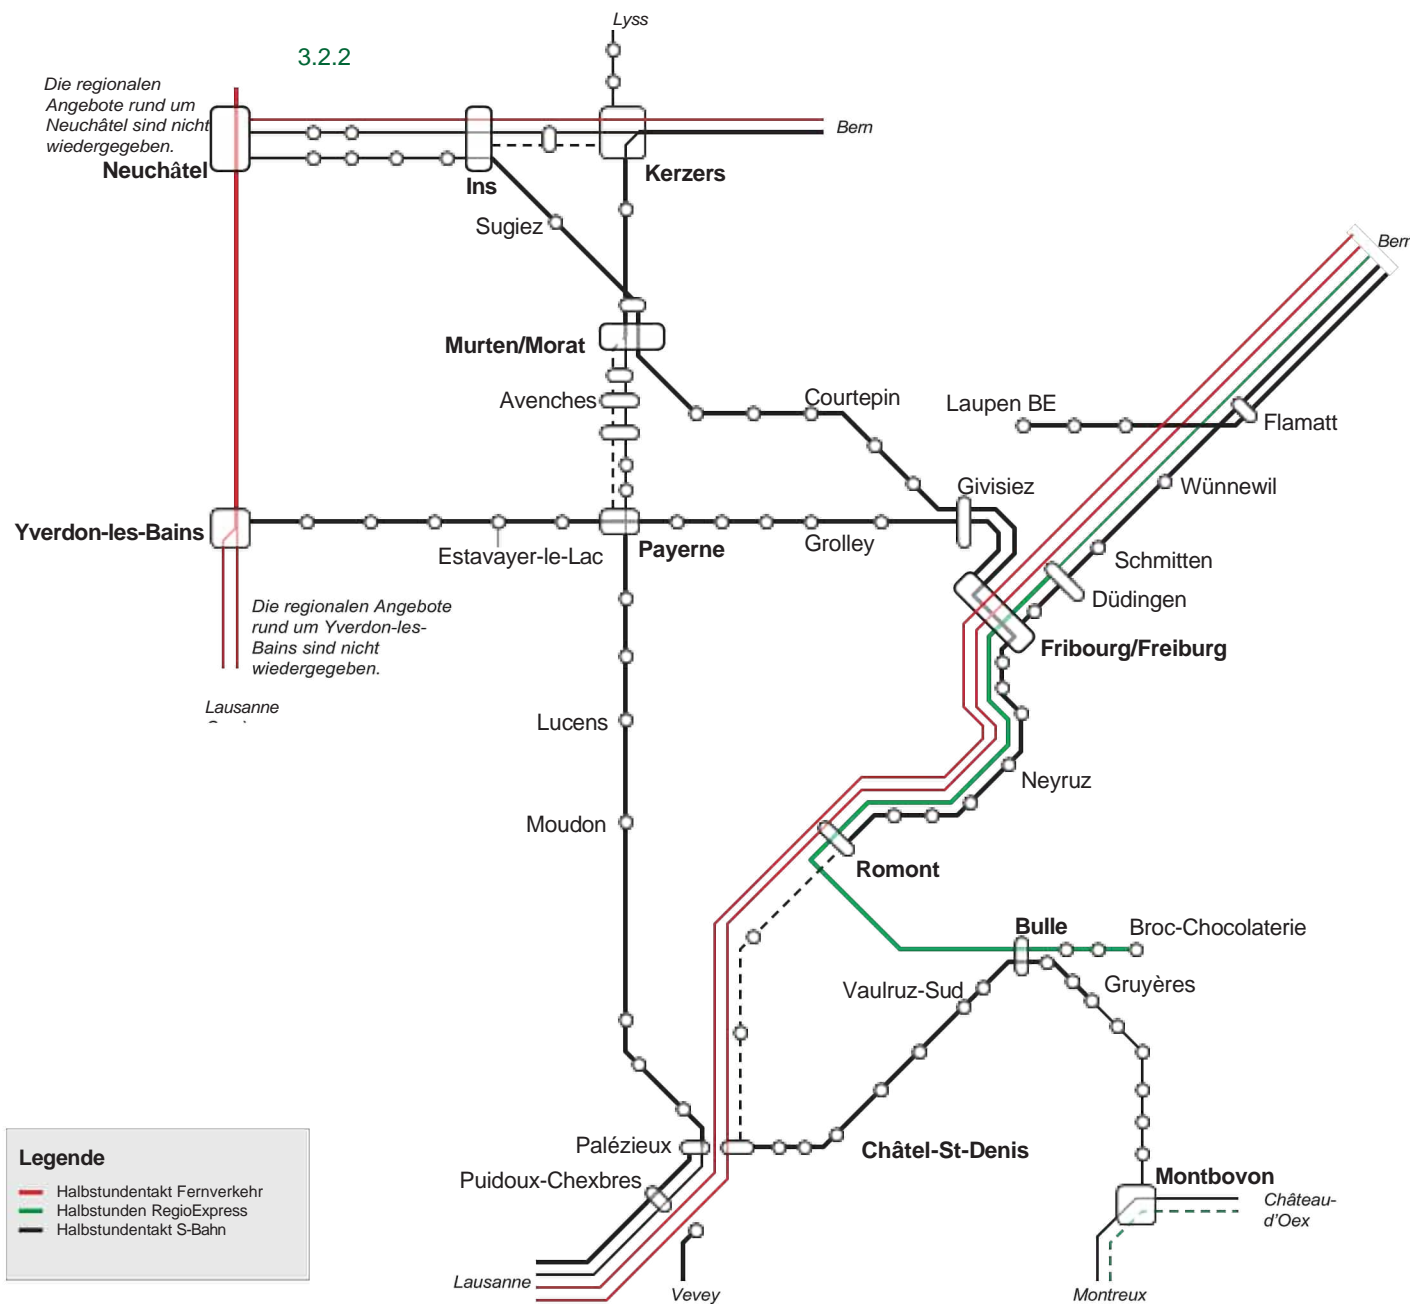 Lyss
3.2.2
Die regionalen
Angebote rund um
Neuchâtel sind nicht
wiedergegeben.
Neuchâtel
Ins
Kerzers
Bern
Sugiez
Bern
Murten/Morat
Avenches
Courtepin
Laupen BE
Flamatt
Givisiez
Wünnewil
Yverdon-les-Bains
Estavayer-le-Lac
Payerne
Grolley
Schmitten
Düdingen
Fribourg/Freiburg
Die regionalen Angebote
rund um Yverdon-les-
Bains sind nicht
wiedergegeben.
Lausanne
Lucens
Neyruz
Moudon
Romont
Bulle
Broc-Chocolaterie
Vaulruz-Sud
Gruyères
Palézieux
Châtel-St-Denis
Puidoux-Chexbres
Montbovon
Château-
d'Oex
Legende
Halbstundentakt Fernverkehr
Halbstunden RegioExpress
Halbstundentakt S-Bahn
Lausanne
Vevey
Montreux